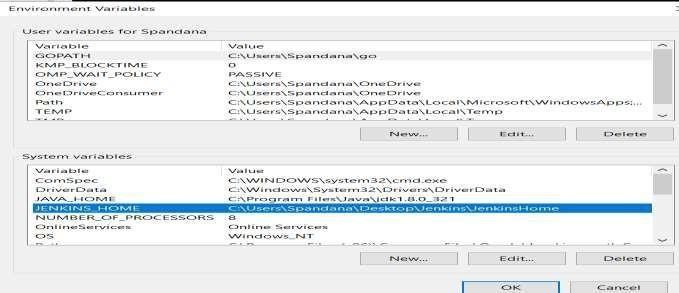 Environment Variables
User variables for Spandana
Variable Value
GOPATH C:\Users\Spandana\go
KMP_BLOCKTIME 0
OMP_WAIT_POLICY PASSIVE
OneDrive C:\Users\Spandana\OneDrive
OneDriveConsumer C:\Users\Spandana\OneDrive
Path C:\Users\Spandana\AppData\Local\Microsoft\WindowsApps;...
TEMP C:\Users\Spandana\AppData\Local\Temp
New... Edit... Delete
System variables
Variable Value
ComSpec C:\WINDOWS\system32\cmd.exe
DriverData C:\Windows\System32\Drivers\DriverData
JAVA_HOME C:\Program Files\Java\jdk1.8.0_321
JENKINS_HOME C:\Users\Spandana\Desktop\Jenkins\JenkinsHome
NUMBER_OF_PROCESSORS 8
OnlineServices Online Services
OS Windows_NT
New... Edit... Delete
OK Cancel